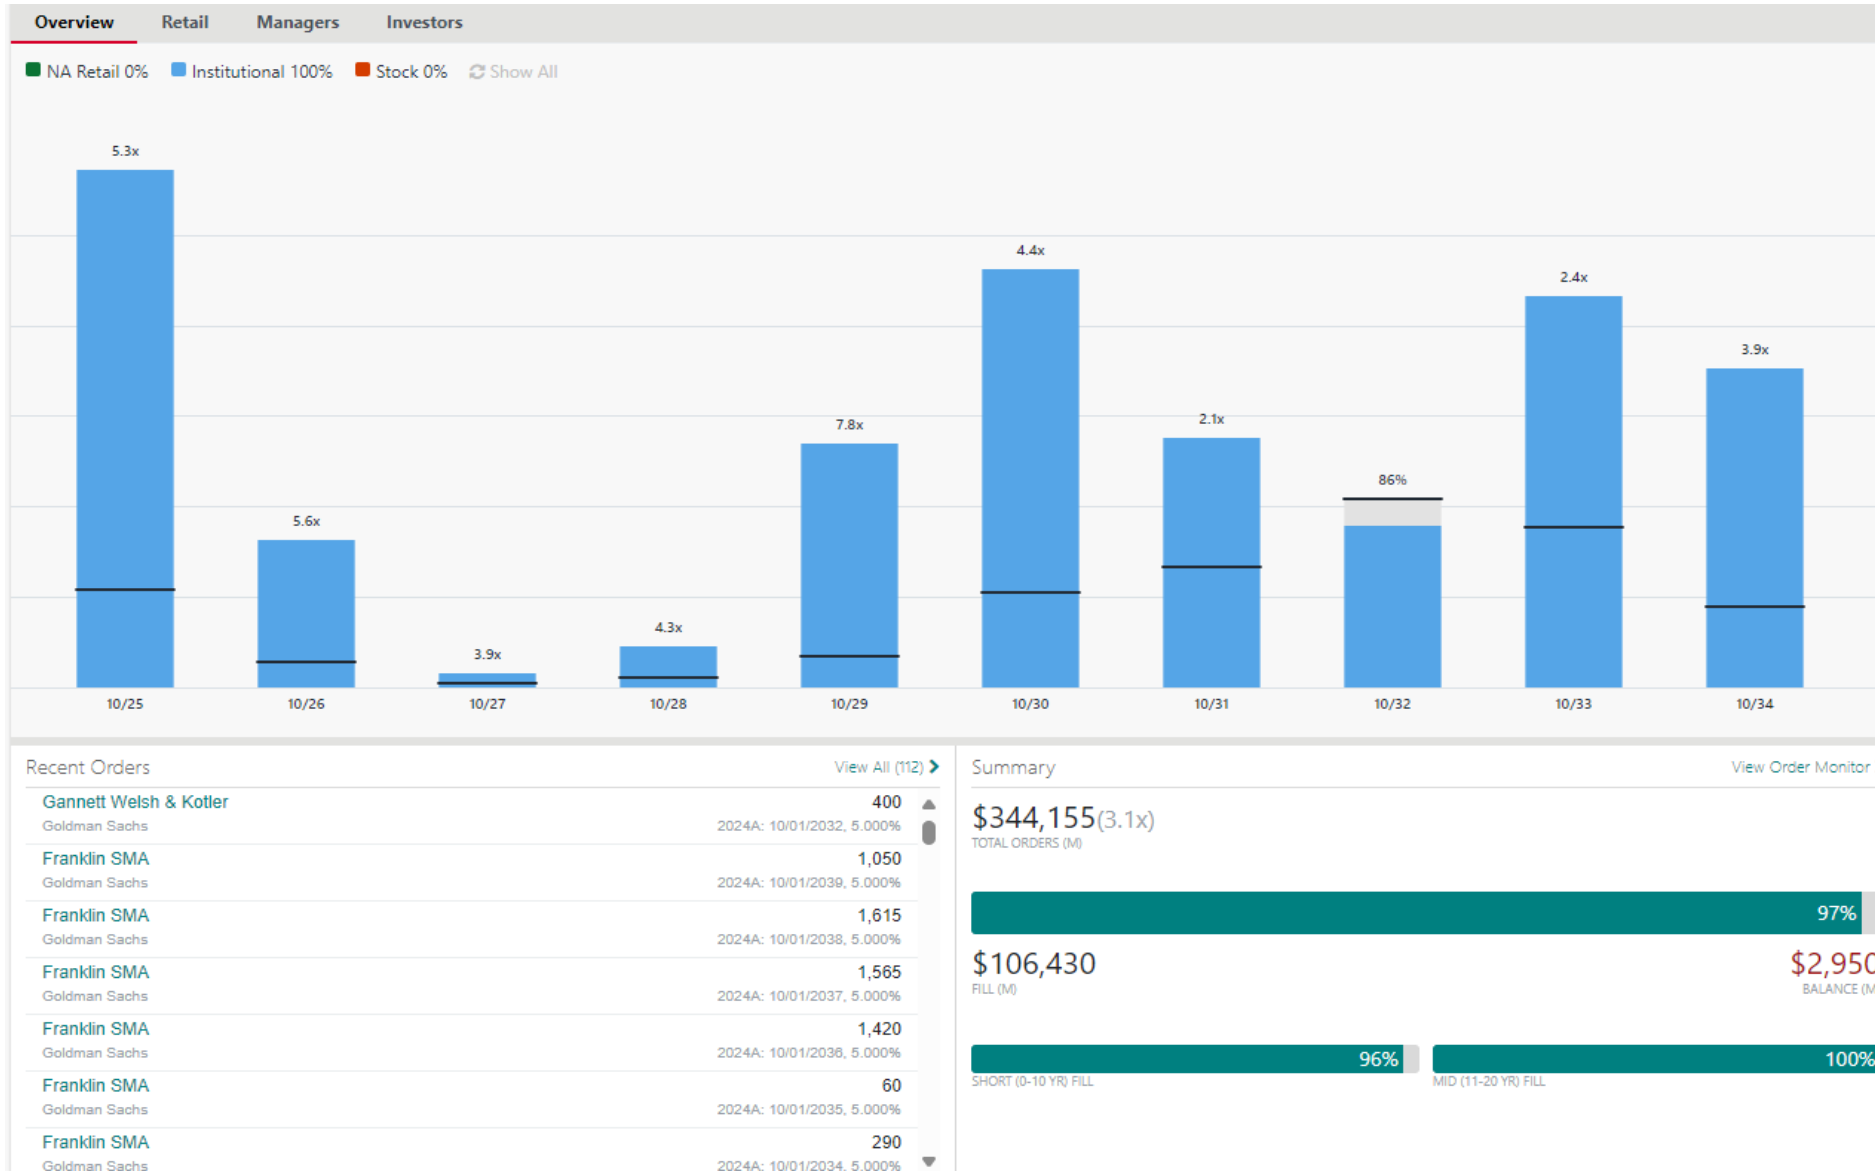 Overview Retail Managers Investors
NA Retail 0% Institutional 100% Stock 0% Show All
5.3x
4.4x
2.4x
3.9x
2.1x
7.8x
86%
5.6x
4.3x
3.9x
10/25 10/26 10/27 10/28 10/29 10/30 10/31 10/32 10/33 10/34
Recent Orders View All (112)
Gannett Welsh & Kotler 400
Goldman Sachs 2024A: 10/01/2032, 5.000%
Franklin SMA 1,050
Goldman Sachs 2024A: 10/01/2039, 5.000%
Franklin SMA 1,615
Goldman Sachs 2024A: 10/01/2038, 5.000%
Franklin SMA 1,565
Goldman Sachs 2024A: 10/01/2037, 5.000%
Franklin SMA 1,420
Goldman Sachs 2024A: 10/01/2036, 5.000%
Franklin SMA 60
Goldman Sachs 2024A: 10/01/2035, 5.000%
Franklin SMA 290
Goldman Sachs 2024A: 10/01/2034, 5.000%
Summary View Order Monitor
$344,155(3.1x)
TOTAL ORDERS (M)
97%
$106,430 $2,950
FILL (M) BALANCE (M
96% 100%
SHORT (0-10 YR) FILL MID (11-20 YR) FILL